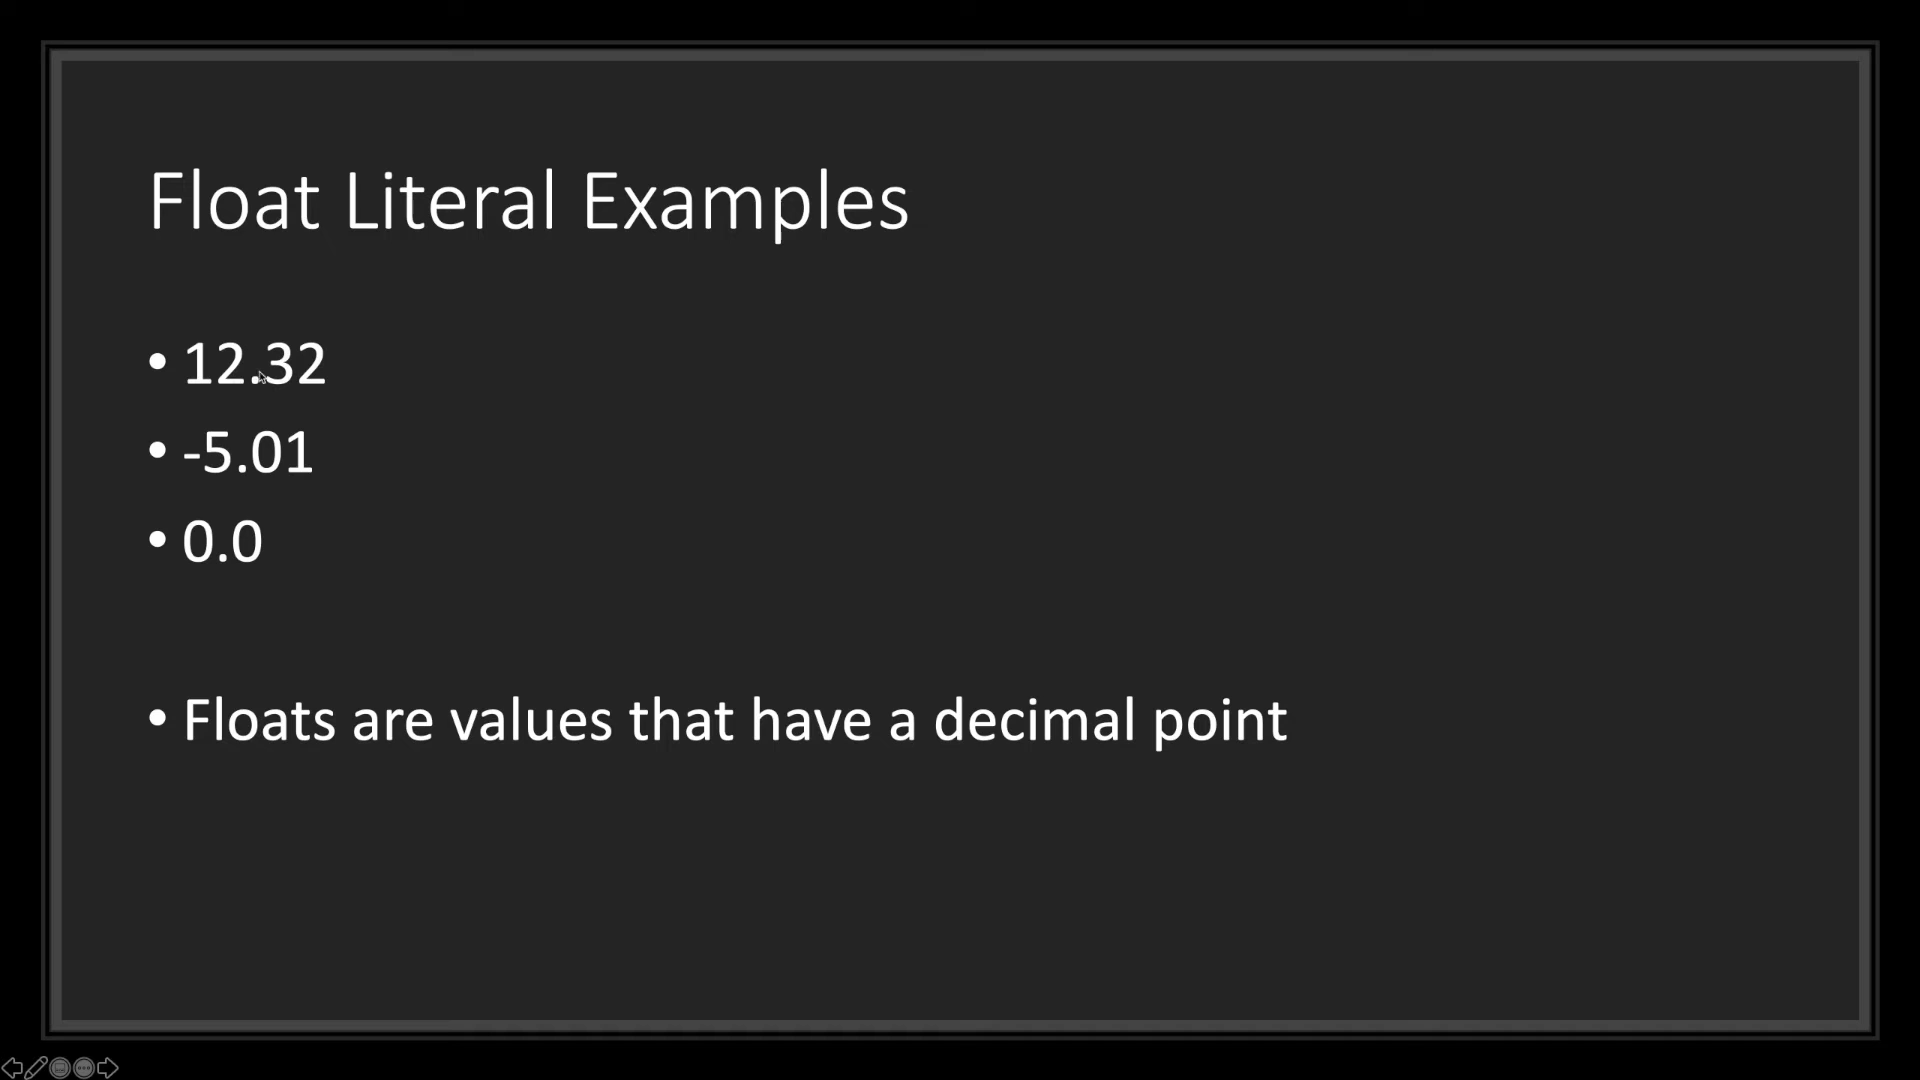 Float Literal Examples
• 12.32
• -5.01
• 0.0
• Floats are values that have a decimal point